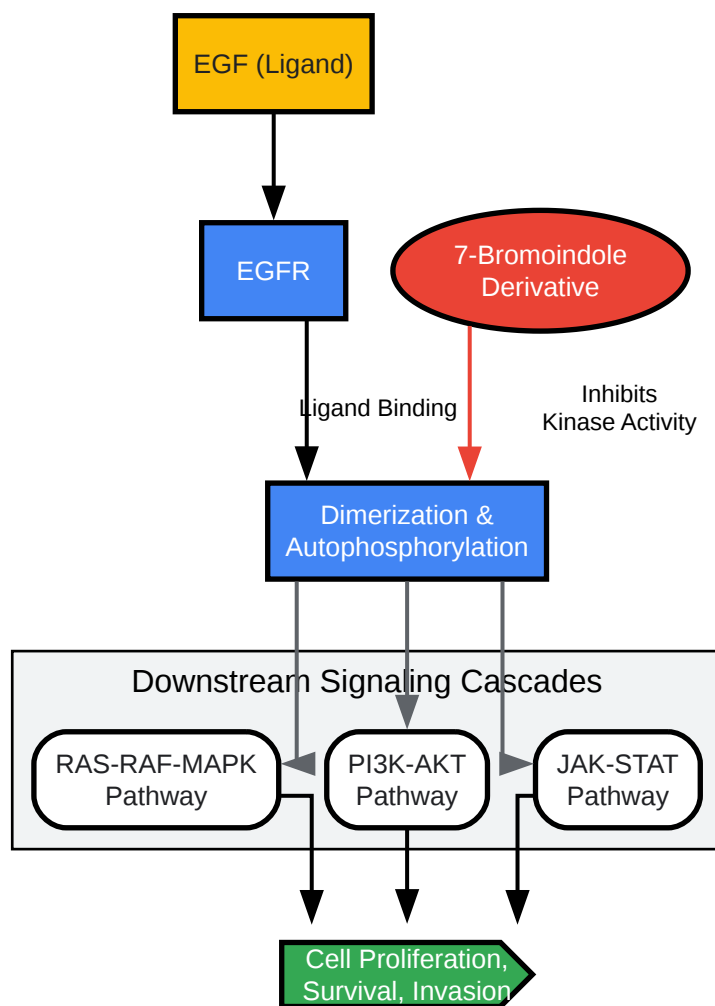 EGF (Ligand)
EGFR
7-Bromoindole
Derivative
Ligand Binding
Inhibits
Kinase Activity
Dimerization &
Autophosphorylation
Downstream Signaling Cascades
RAS-RAF-MAPK
Pathway
PI3K-AKT
Pathway
JAK-STAT
Pathway
Cell Proliferation,
Survival, Invasion